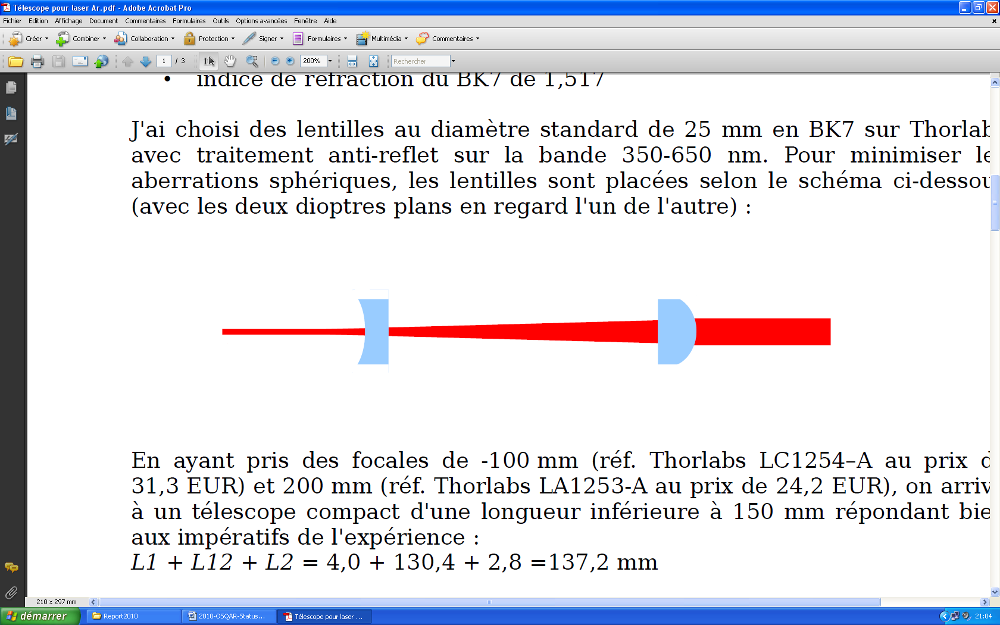 Télescope pour laser Ar.pdf - Adobe Acrobat Pro
Fichier Edition Affichage Document Commentaires Formulaires Outils Options avancées Fenêtre Aide
Créer Combiner Collaboration Protection Signer Formulaires Multimédia Commentaires
1 / 3 200% Rechercher
• indice de réfraction du BK7 de 1,517
J'ai choisi des lentilles au diamètre standard de 25 mm en BK7 sur Thorlab
avec traitement anti-reflet sur la bande 350-650 nm. Pour minimiser le
aberrations sphériques, les lentilles sont placées selon le schéma ci-dessou
(avec les deux dioptres plans en regard l'un de l'autre) :
En ayant pris des focales de -100 mm (réf. Thorlabs LC1254–A au prix d
31,3 EUR) et 200 mm (réf. Thorlabs LA1253-A au prix de 24,2 EUR), on arriv
à un télescope compact d'une longueur inférieure à 150 mm répondant bie
aux impératifs de l'expérience :
L1 + L12 + L2 = 4,0 + 130,4 + 2,8 =137,2 mm
210 x 297 mm
démarrer Report2010 2010-OSQAR-Status... Télescope pour laser ... 21:04